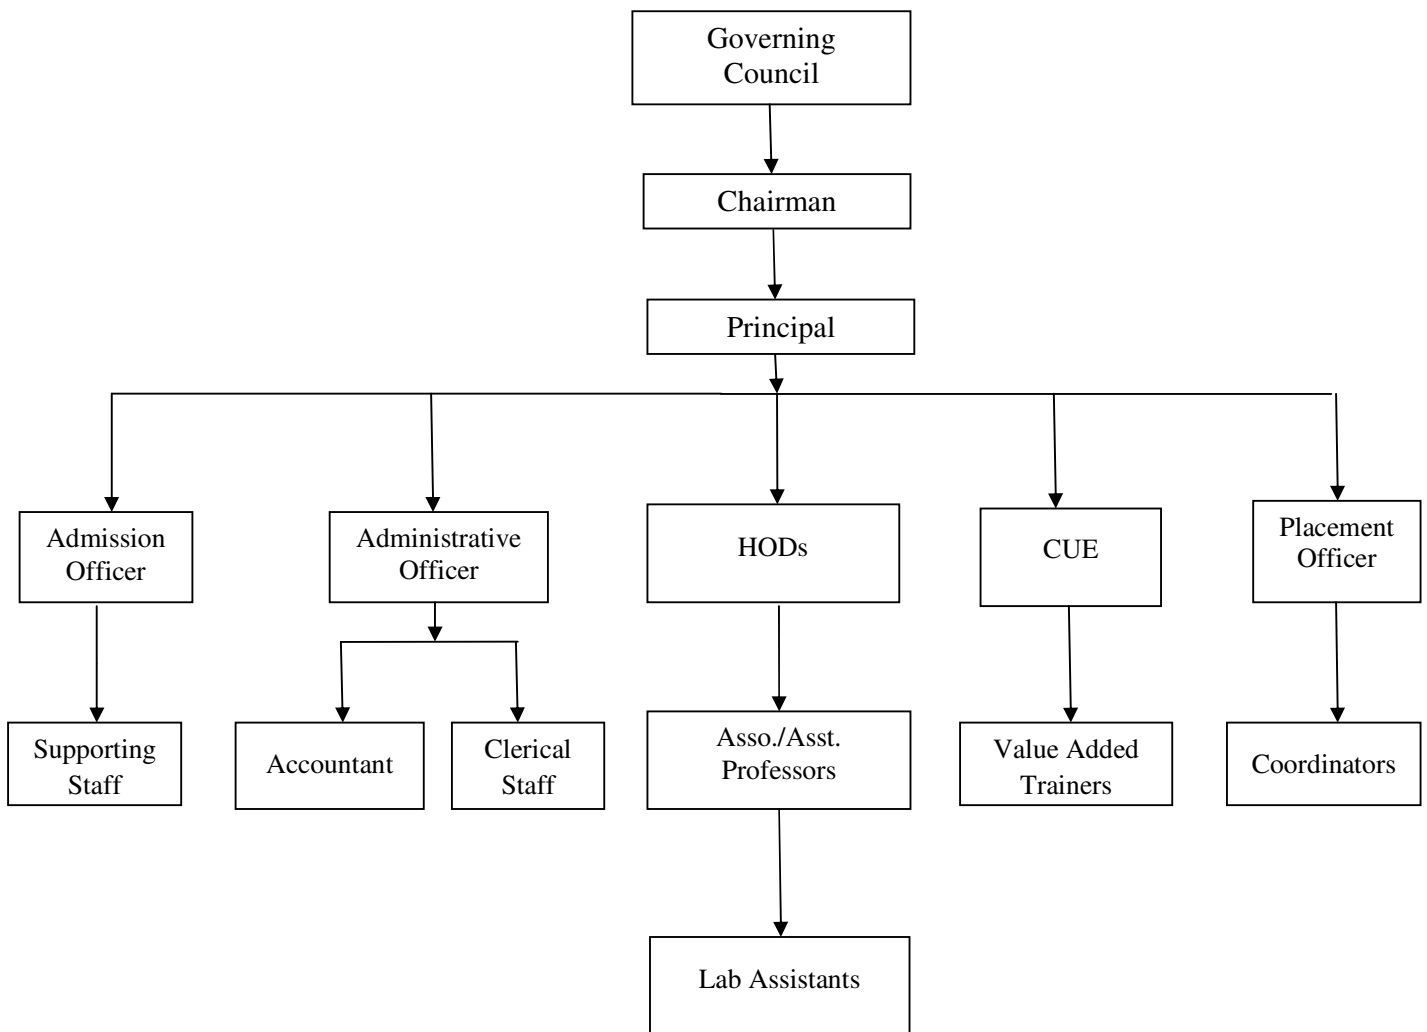 Governing
Council
Chairman
Principal
Admission
Officer
Administrative
Officer
HODs
CUE
Placement
Officer
Supporting
Staff
Accountant
Clerical
Staff
Asso./Asst.
Professors
Value Added
Trainers
Coordinators
Lab Assistants